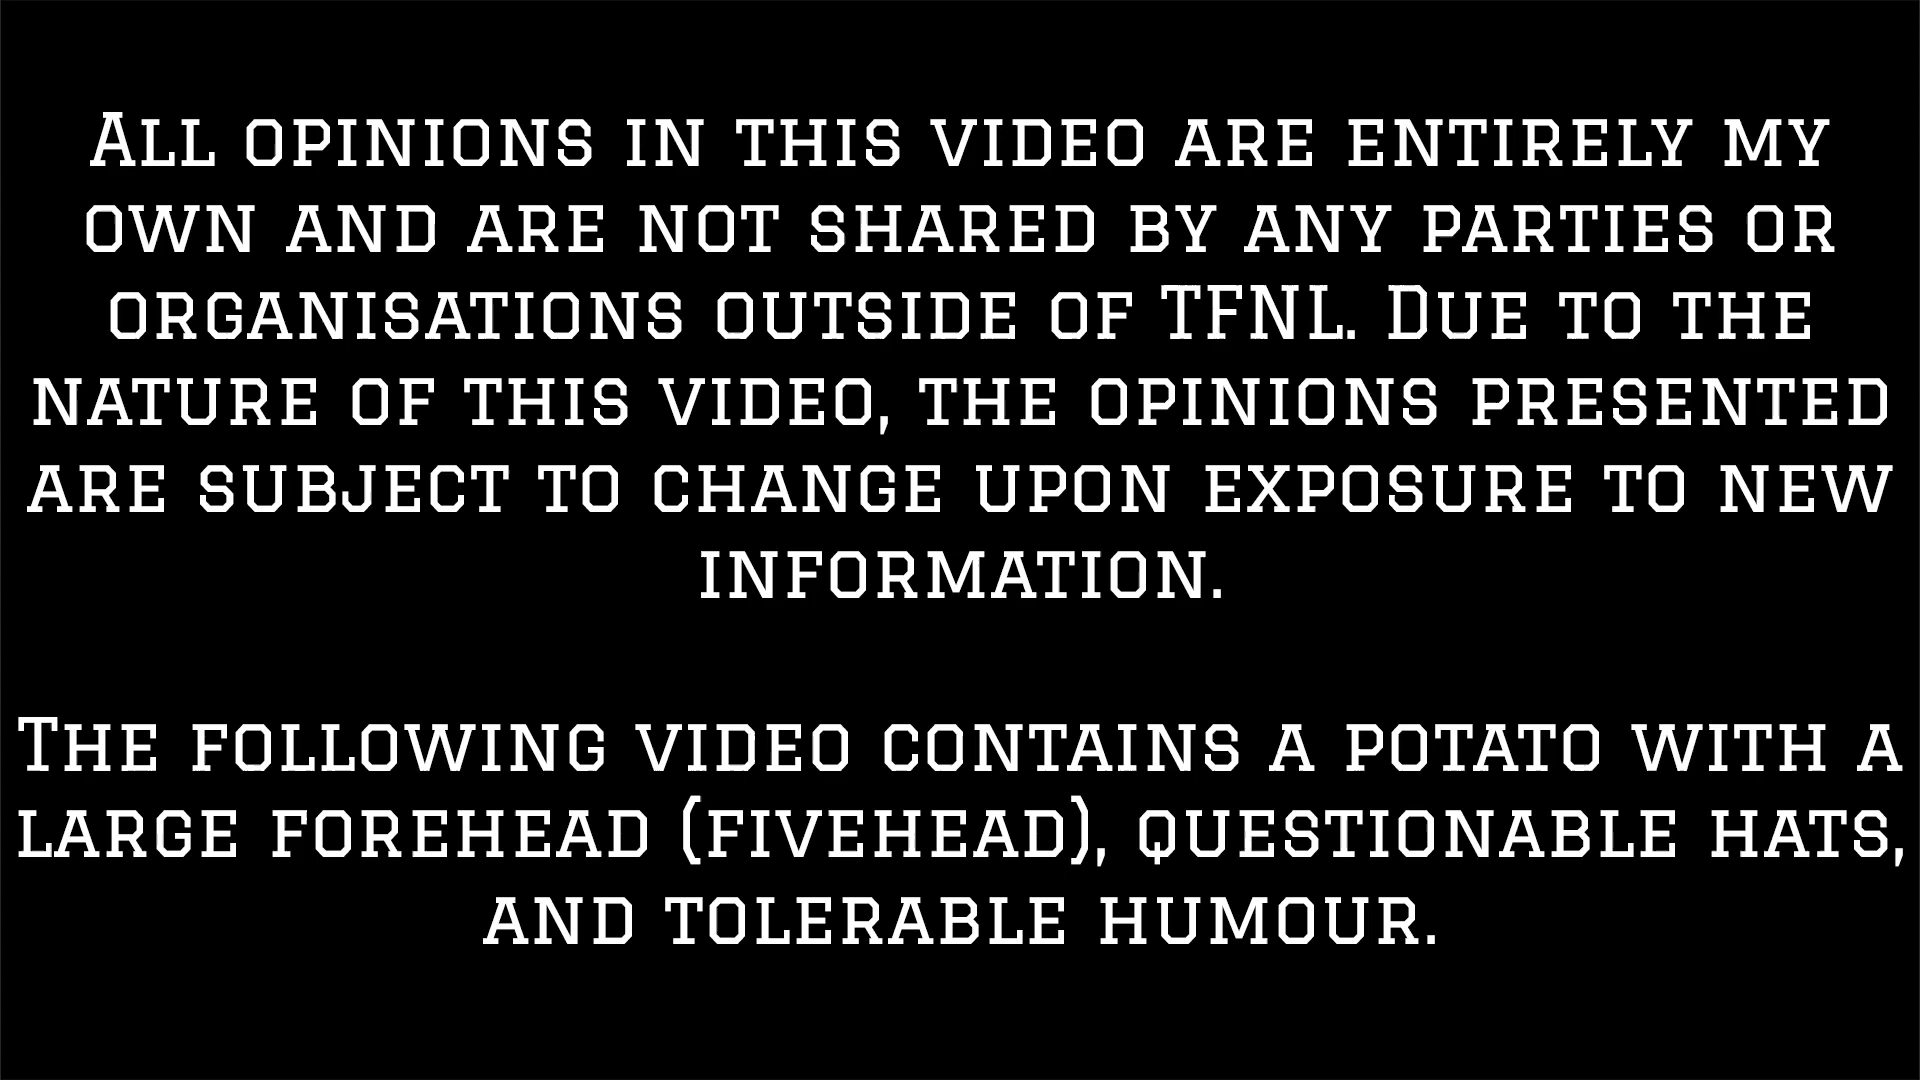 All opinions in this video are entirely my
own and are not shared by any parties or
organisations outside of TFNL. Due to the
nature of this video, the opinions presented
are subject to change upon exposure to new
information.
The following video contains a potato with a
large forehead (fivehead), questionable hats,
and tolerable humour.